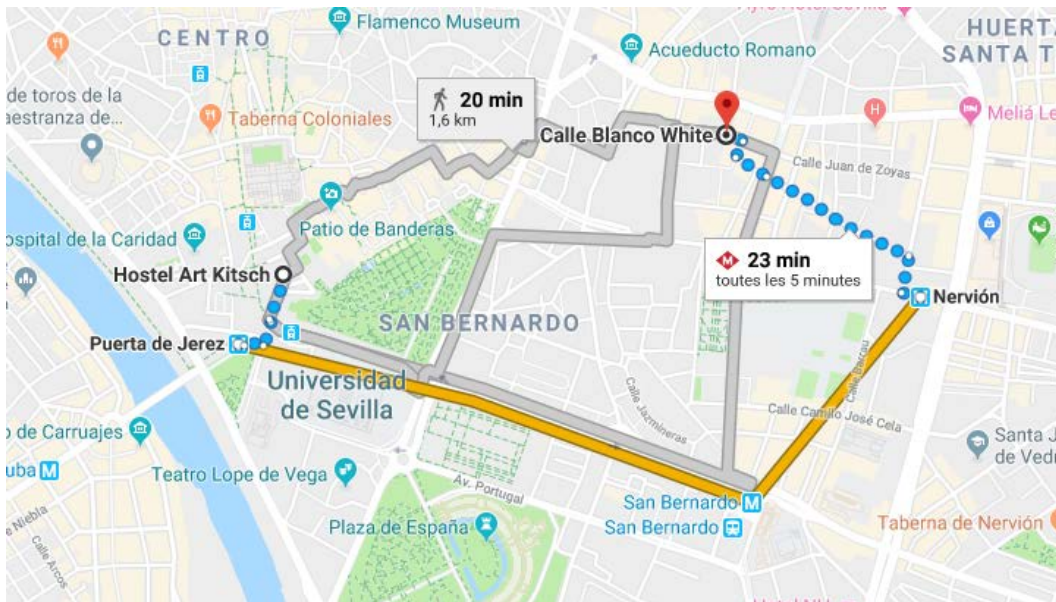 Flamenco Museum
CENTRO
HUERTA
SANTA T
Acueducto Romano
20 min
1,6 km
de toros de la
aestranza de...
Taberna Coloniales
Meliá Le
Calle Blanco White
Calle Juan de Zoyas
Patio de Banderas
ospital de la Caridad
Hostel Art Kitsch
23 min
toutes les 5 minutes
Nervión
SAN BERNARDO
Puerta de Jerez
Universidad
de Sevilla
Calle Barrau
Calle Jazmineras
Calle Camilo José Cela
o de Carruajes
Santa J
de Vedr
uba M
Teatro Lope de Vega
Av. Portugal
San Bernardo M
San Bernardo
Taberna de Nervión
Plaza de España
e Niebla
Calle Arcos